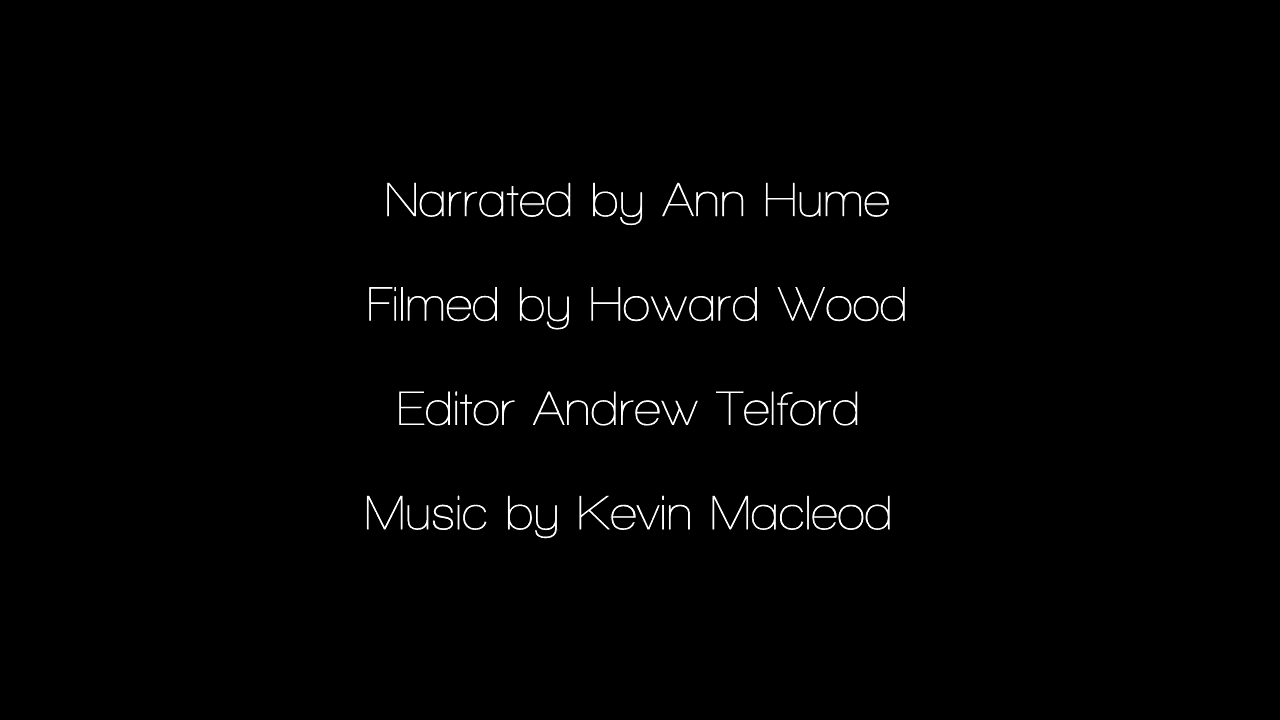 Narrated by Ann Hume
Filmed by Howard Wood
Editor Andrew Telford
Music by Kevin Macleod